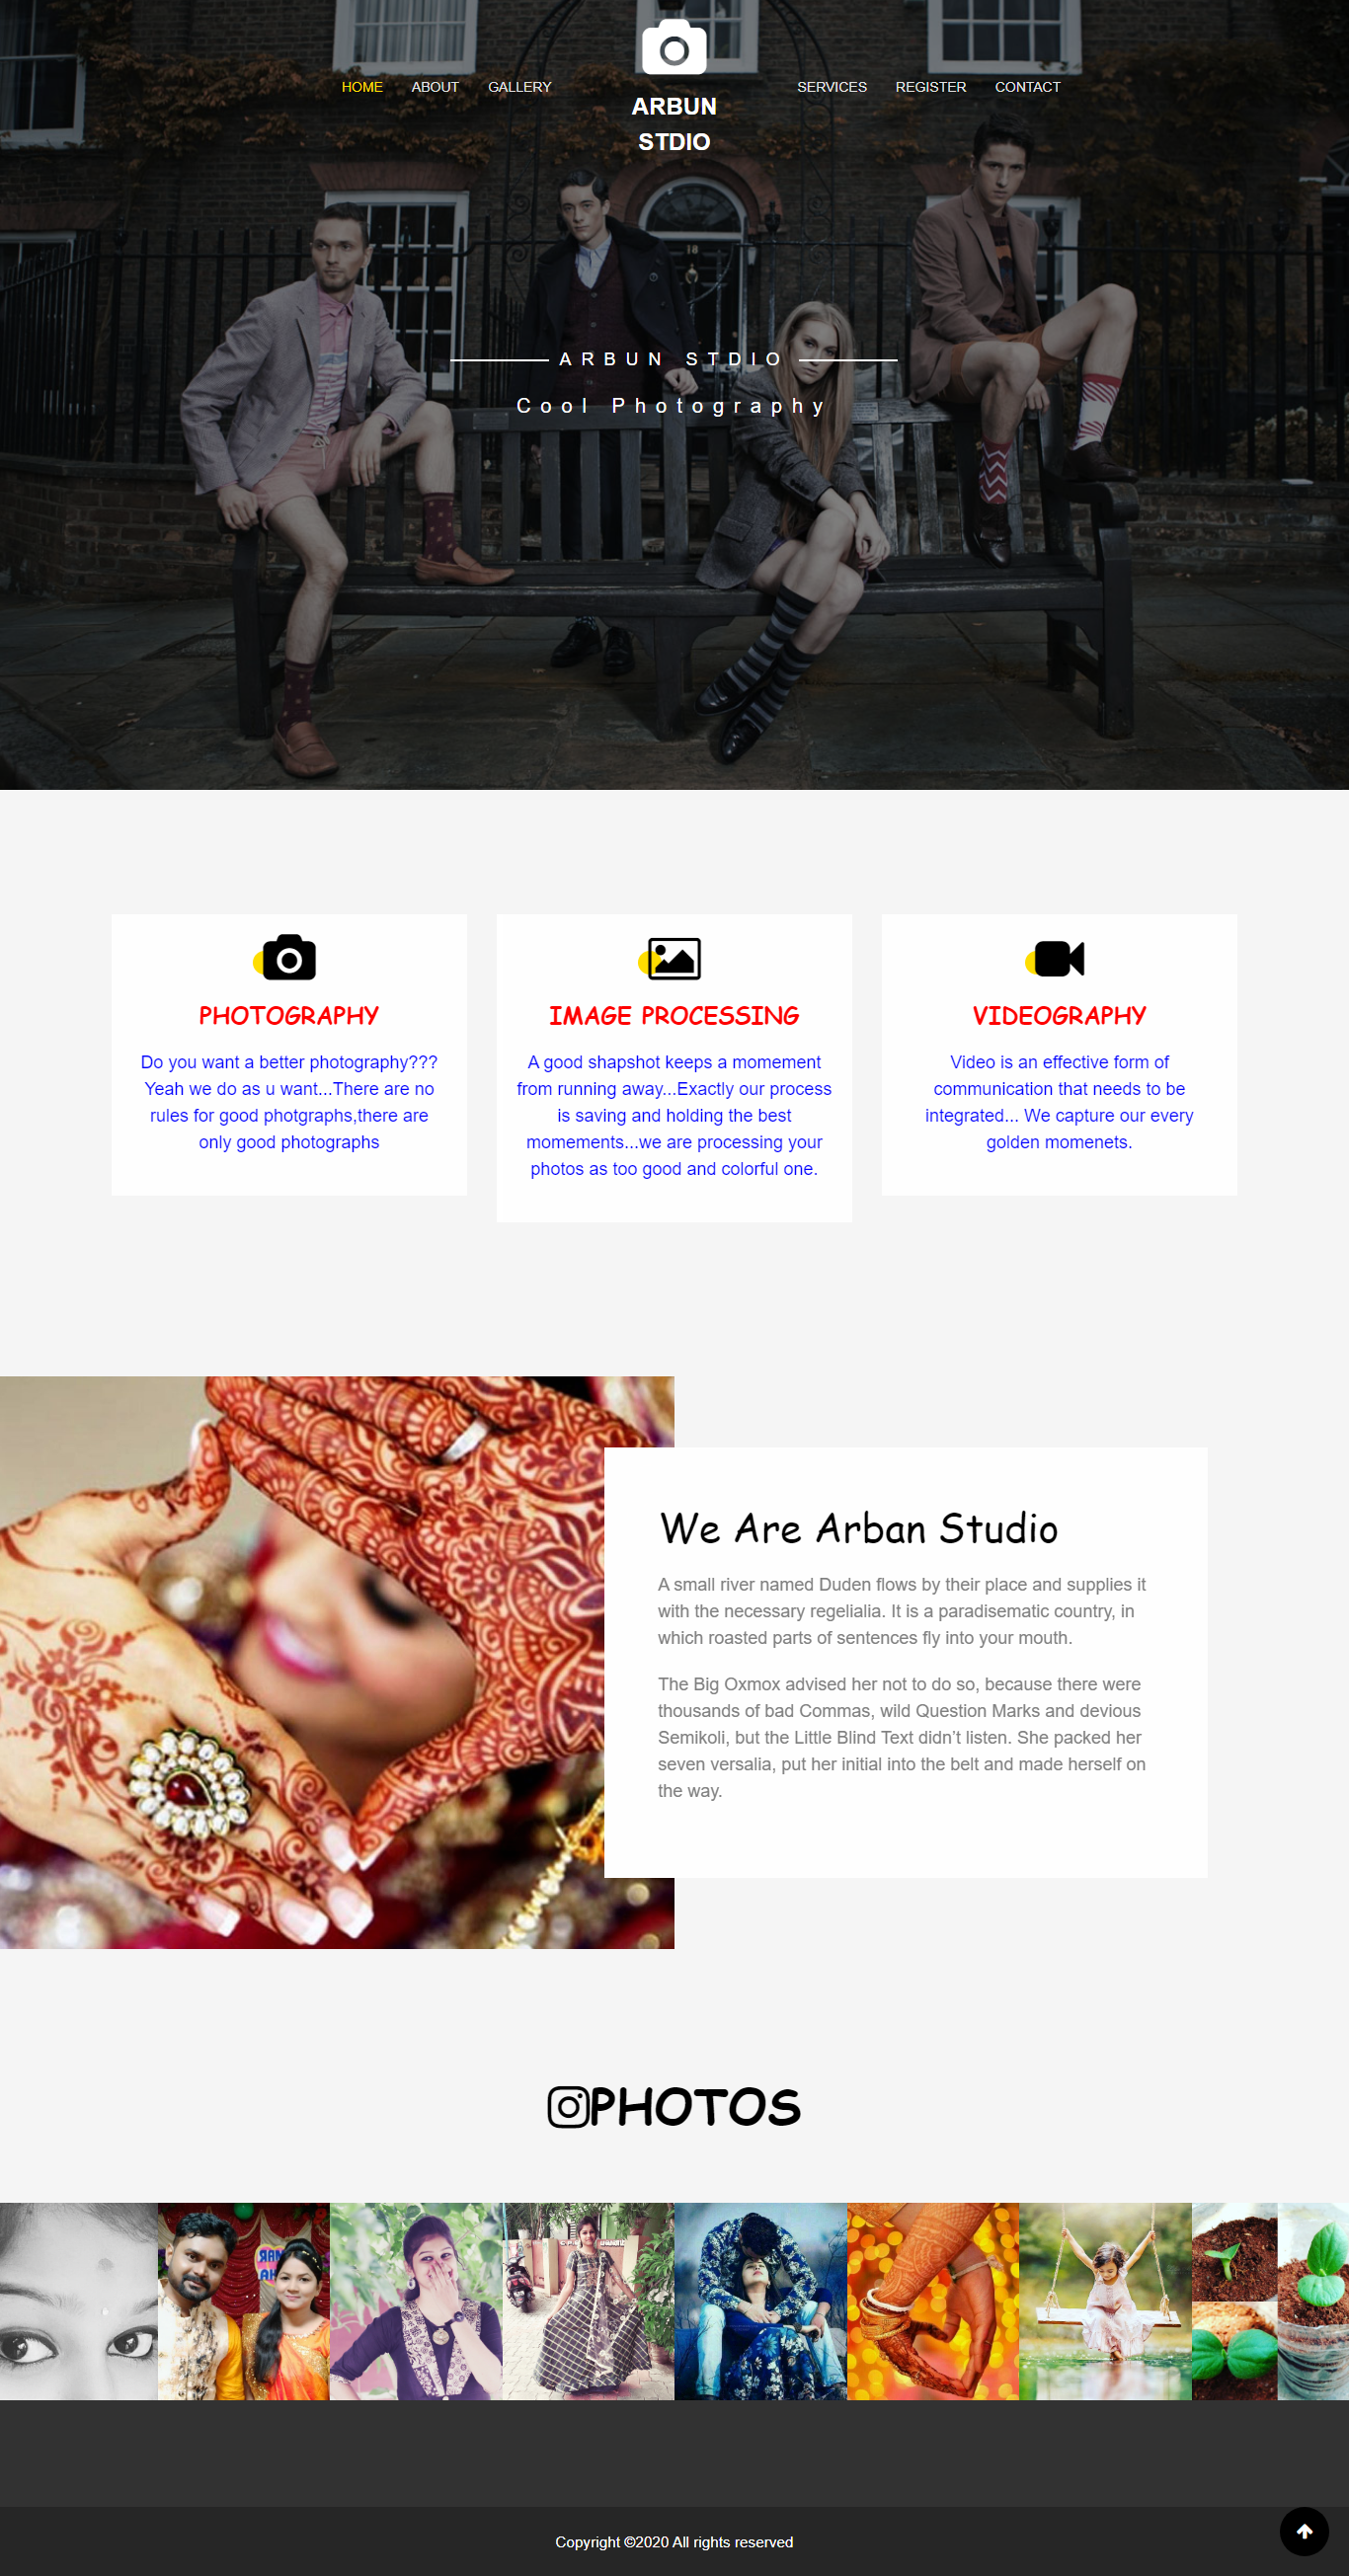 HOME ABOUT GALLERY
ARBUN
STDIO
SERVICES REGISTER CONTACT
18
ARBUN STDIO
Cool Photography
PHOTOGRAPHY
Do you want a better photography???
Yeah we do as u want...There are no
rules for good photgraphs,there are
only good photographs
IMAGE PROCESSING
A good shapshot keeps a momement
from running away...Exactly our process
is saving and holding the best
momements...we are processing your
photos as too good and colorful one.
VIDEOGRAPHY
Video is an effective form of
communication that needs to be
integrated... We capture our every
golden momenets.
We Are Arban Studio
A small river named Duden flows by their place and supplies it
with the necessary regelialia. It is a paradisematic country, in
which roasted parts of sentences fly into your mouth.
The Big Oxmox advised her not to do so, because there were
thousands of bad Commas, wild Question Marks and devious
Semikoli, but the Little Blind Text didn’t listen. She packed her
seven versalia, put her initial into the belt and made herself on
the way.
PHOTOS
Copyright ©2020 All rights reserved